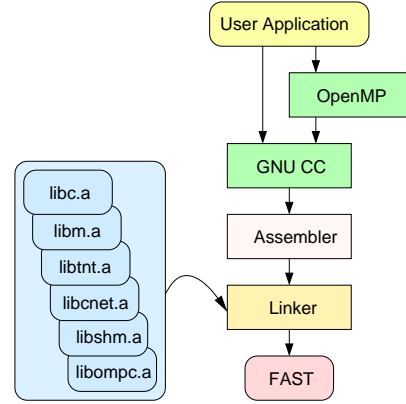 User Application
OpenMP
GNU CC
libc.a
libm.a
Assembler
libtnt.a
libcnet.a
Linker
libshm.a
libompc.a
FAST